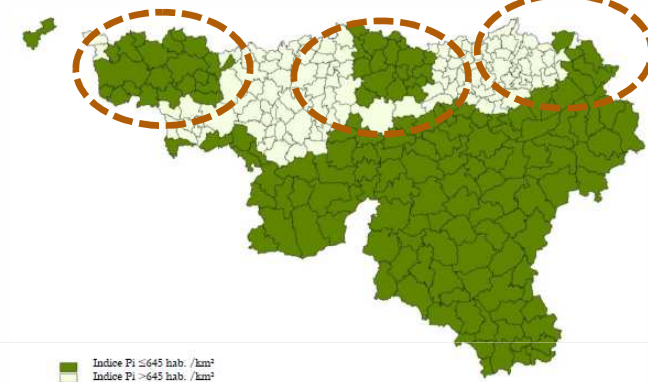 Indice Pi ≤645 hab. /km²
Indice Pi >645 hab. /km²